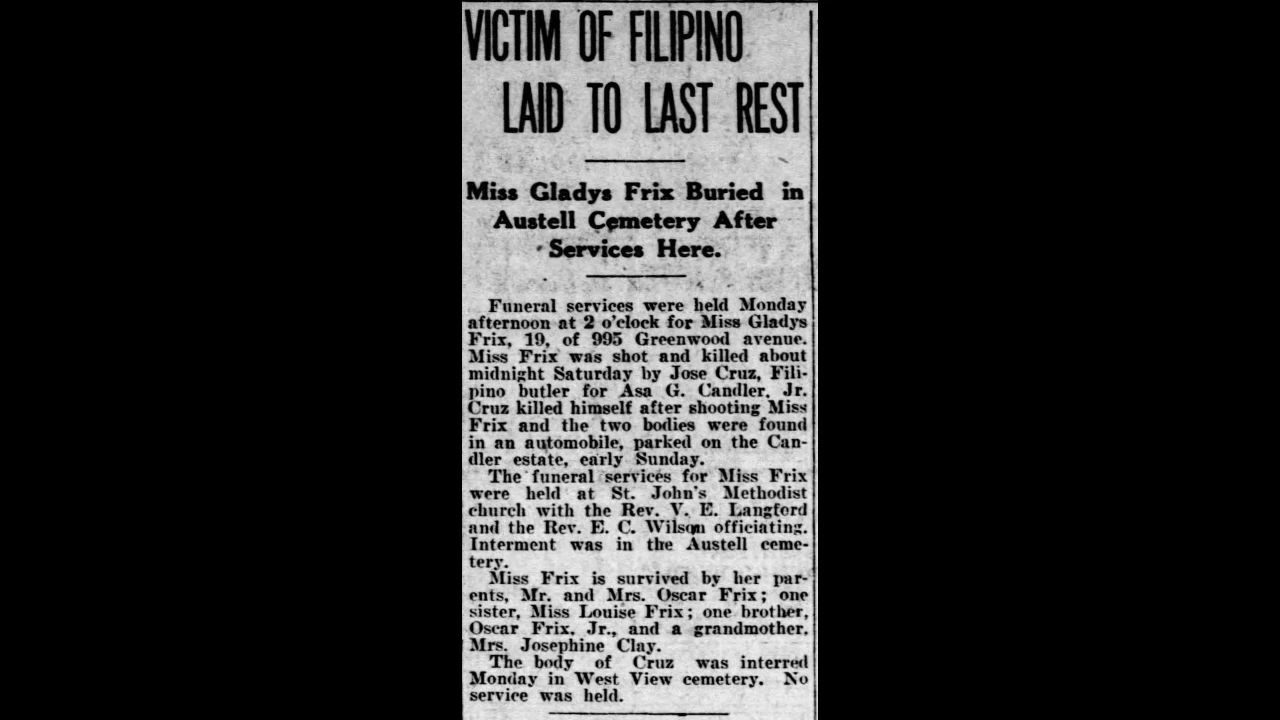 VICTIM OF FILIPINO
LAID TO LAST REST
Miss Gladys Frix Buried in
Austell Cemetery After
Services Here.
Funeral services were held Monday
afternoon at 2 o'clock for Miss Gladys
Frix, 19, of 995 Greenwood avenue.
Miss Frix was shot and killed about
midnight Saturday by Jose Cruz, Fili-
pino butler for Asa G. Candler, Jr.
Cruz killed himself after shooting Miss
Frix and the two bodies were found
in an automobile, parked on the Can-
dler estate, early Sunday.
The funeral services for Miss Frix
were held at St. John's Methodist
church with the Rev. V. E. Langford
and the Rev. E. C. Wilson officiating.
Interment was in the Austell ceme-
tery.
Miss Frix is survived by her par-
ents, Mr. and Mrs. Oscar Frix; one
sister, Miss Louise Frix; one brother,
Oscar Frix, Jr., and a grandmother,
Mrs. Josephine Clay.
The body of Cruz was interred
Monday in West View cemetery. No
service was held.